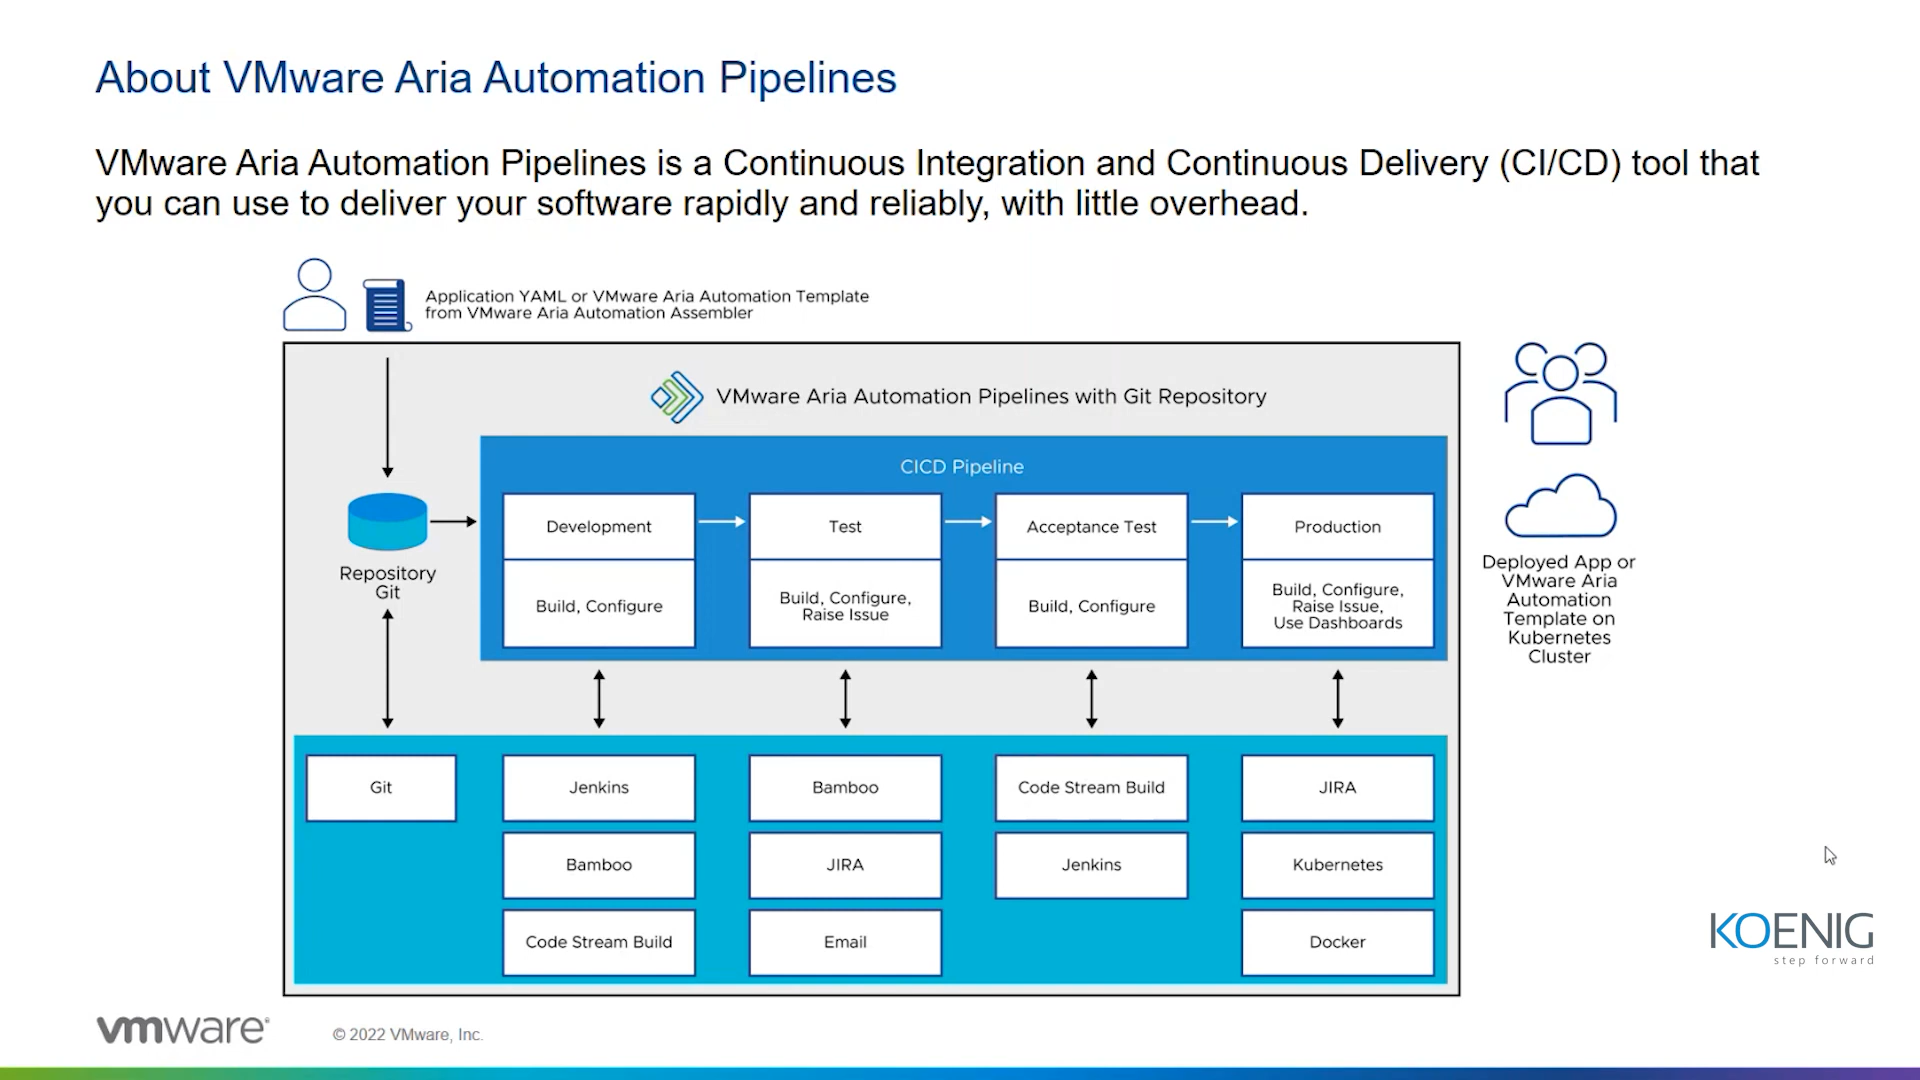 About VMware Aria Automation Pipelines
VMware Aria Automation Pipelines is a Continuous Integration and Continuous Delivery (CI/CD) tool that
you can use to deliver your software rapidly and reliably, with little overhead.
Application YAML or VMware Aria Automation Template
from VMware Aria Automation Assembler
VMware Aria Automation Pipelines with Git Repository
CICD Pipeline
Development
Test
Acceptance Test
Production
Build, Configure
Build, Configure,
Raise Issue
Build, Configure
Build, Configure,
Raise Issue,
Use Dashboards
Repository
Git
Deployed App or
VMware Aria
Automation
Template on
Kubernetes
Cluster
Git
Jenkins
Bamboo
Code Stream Build
JIRA
Bamboo
JIRA
Jenkins
Kubernetes
Code Stream Build
Email
Docker
KOENIG
step forward
vmware®
© 2022 VMware, Inc.